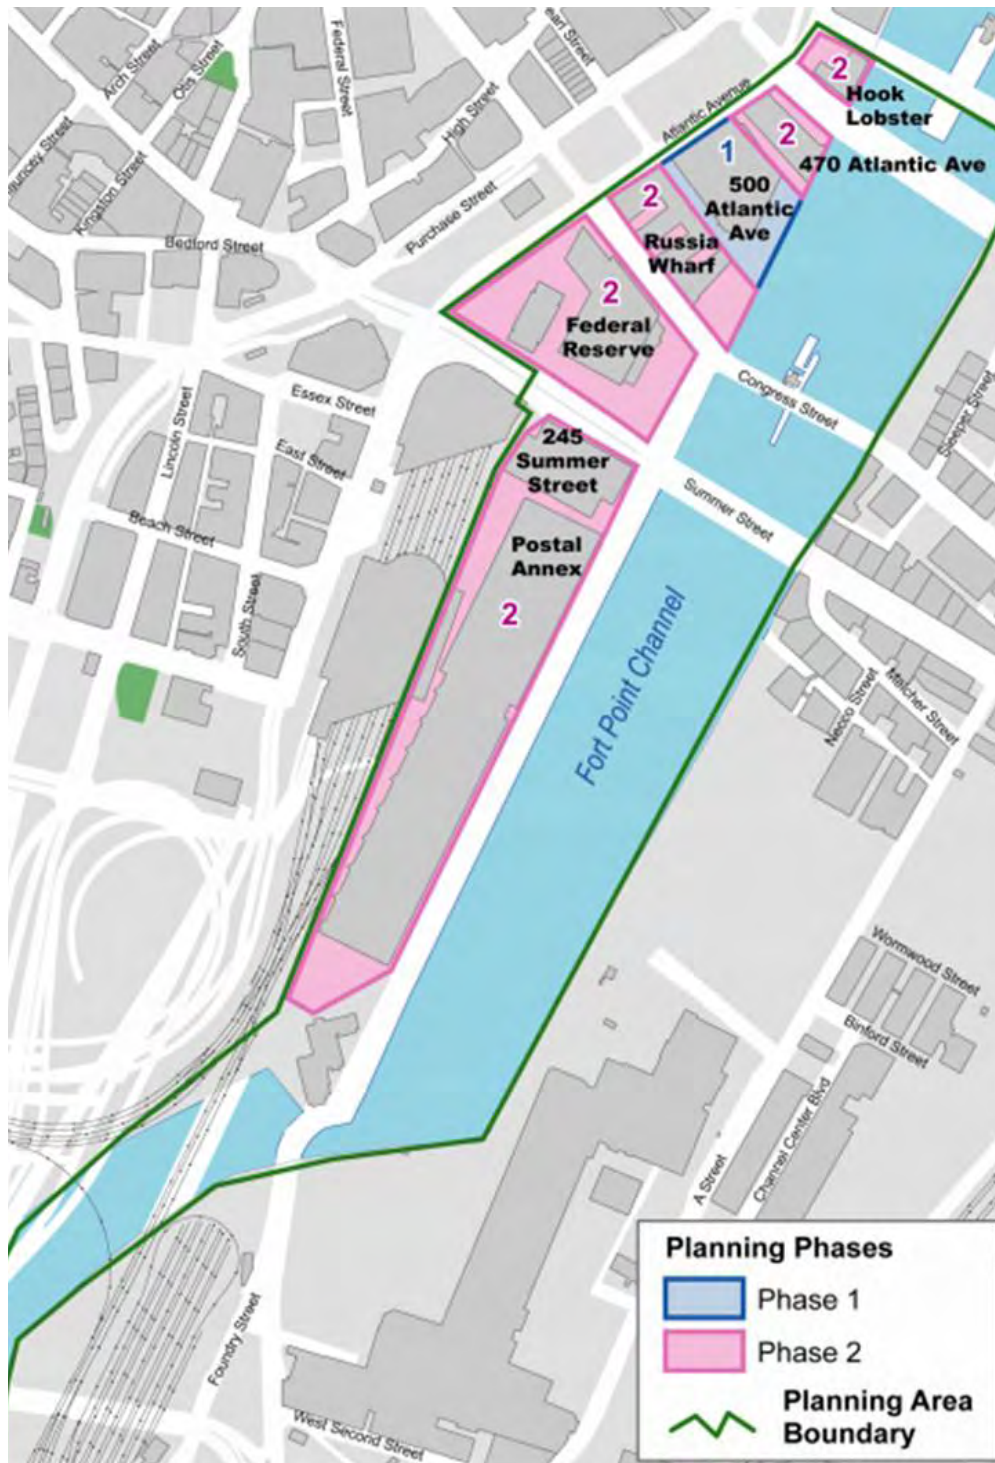 Arch Street
Otis Street
Federal Street
High Street
Atlantic Avenue
Kingston Street
Purchase Street
Bedford Street
2
Hook
Lobster
2
470 Atlantic Ave
1
500
Atlantic
Ave
2
Russia
Wharf
2
Federal
Reserve
Congress Street
Sleeper Street
Essex Street
Lincoln Street
East Street
245
Summer
Street
Summer Street
Beach Street
Postal
Annex
2
South Street
Fort Point Channel
Necco Street
Melcher Street
Wormwood Street
Binford Street
Channel Center Blvd
A Street
Foundry Street
West Second Street
Planning Phases
Phase 1
Phase 2
Planning Area
Boundary